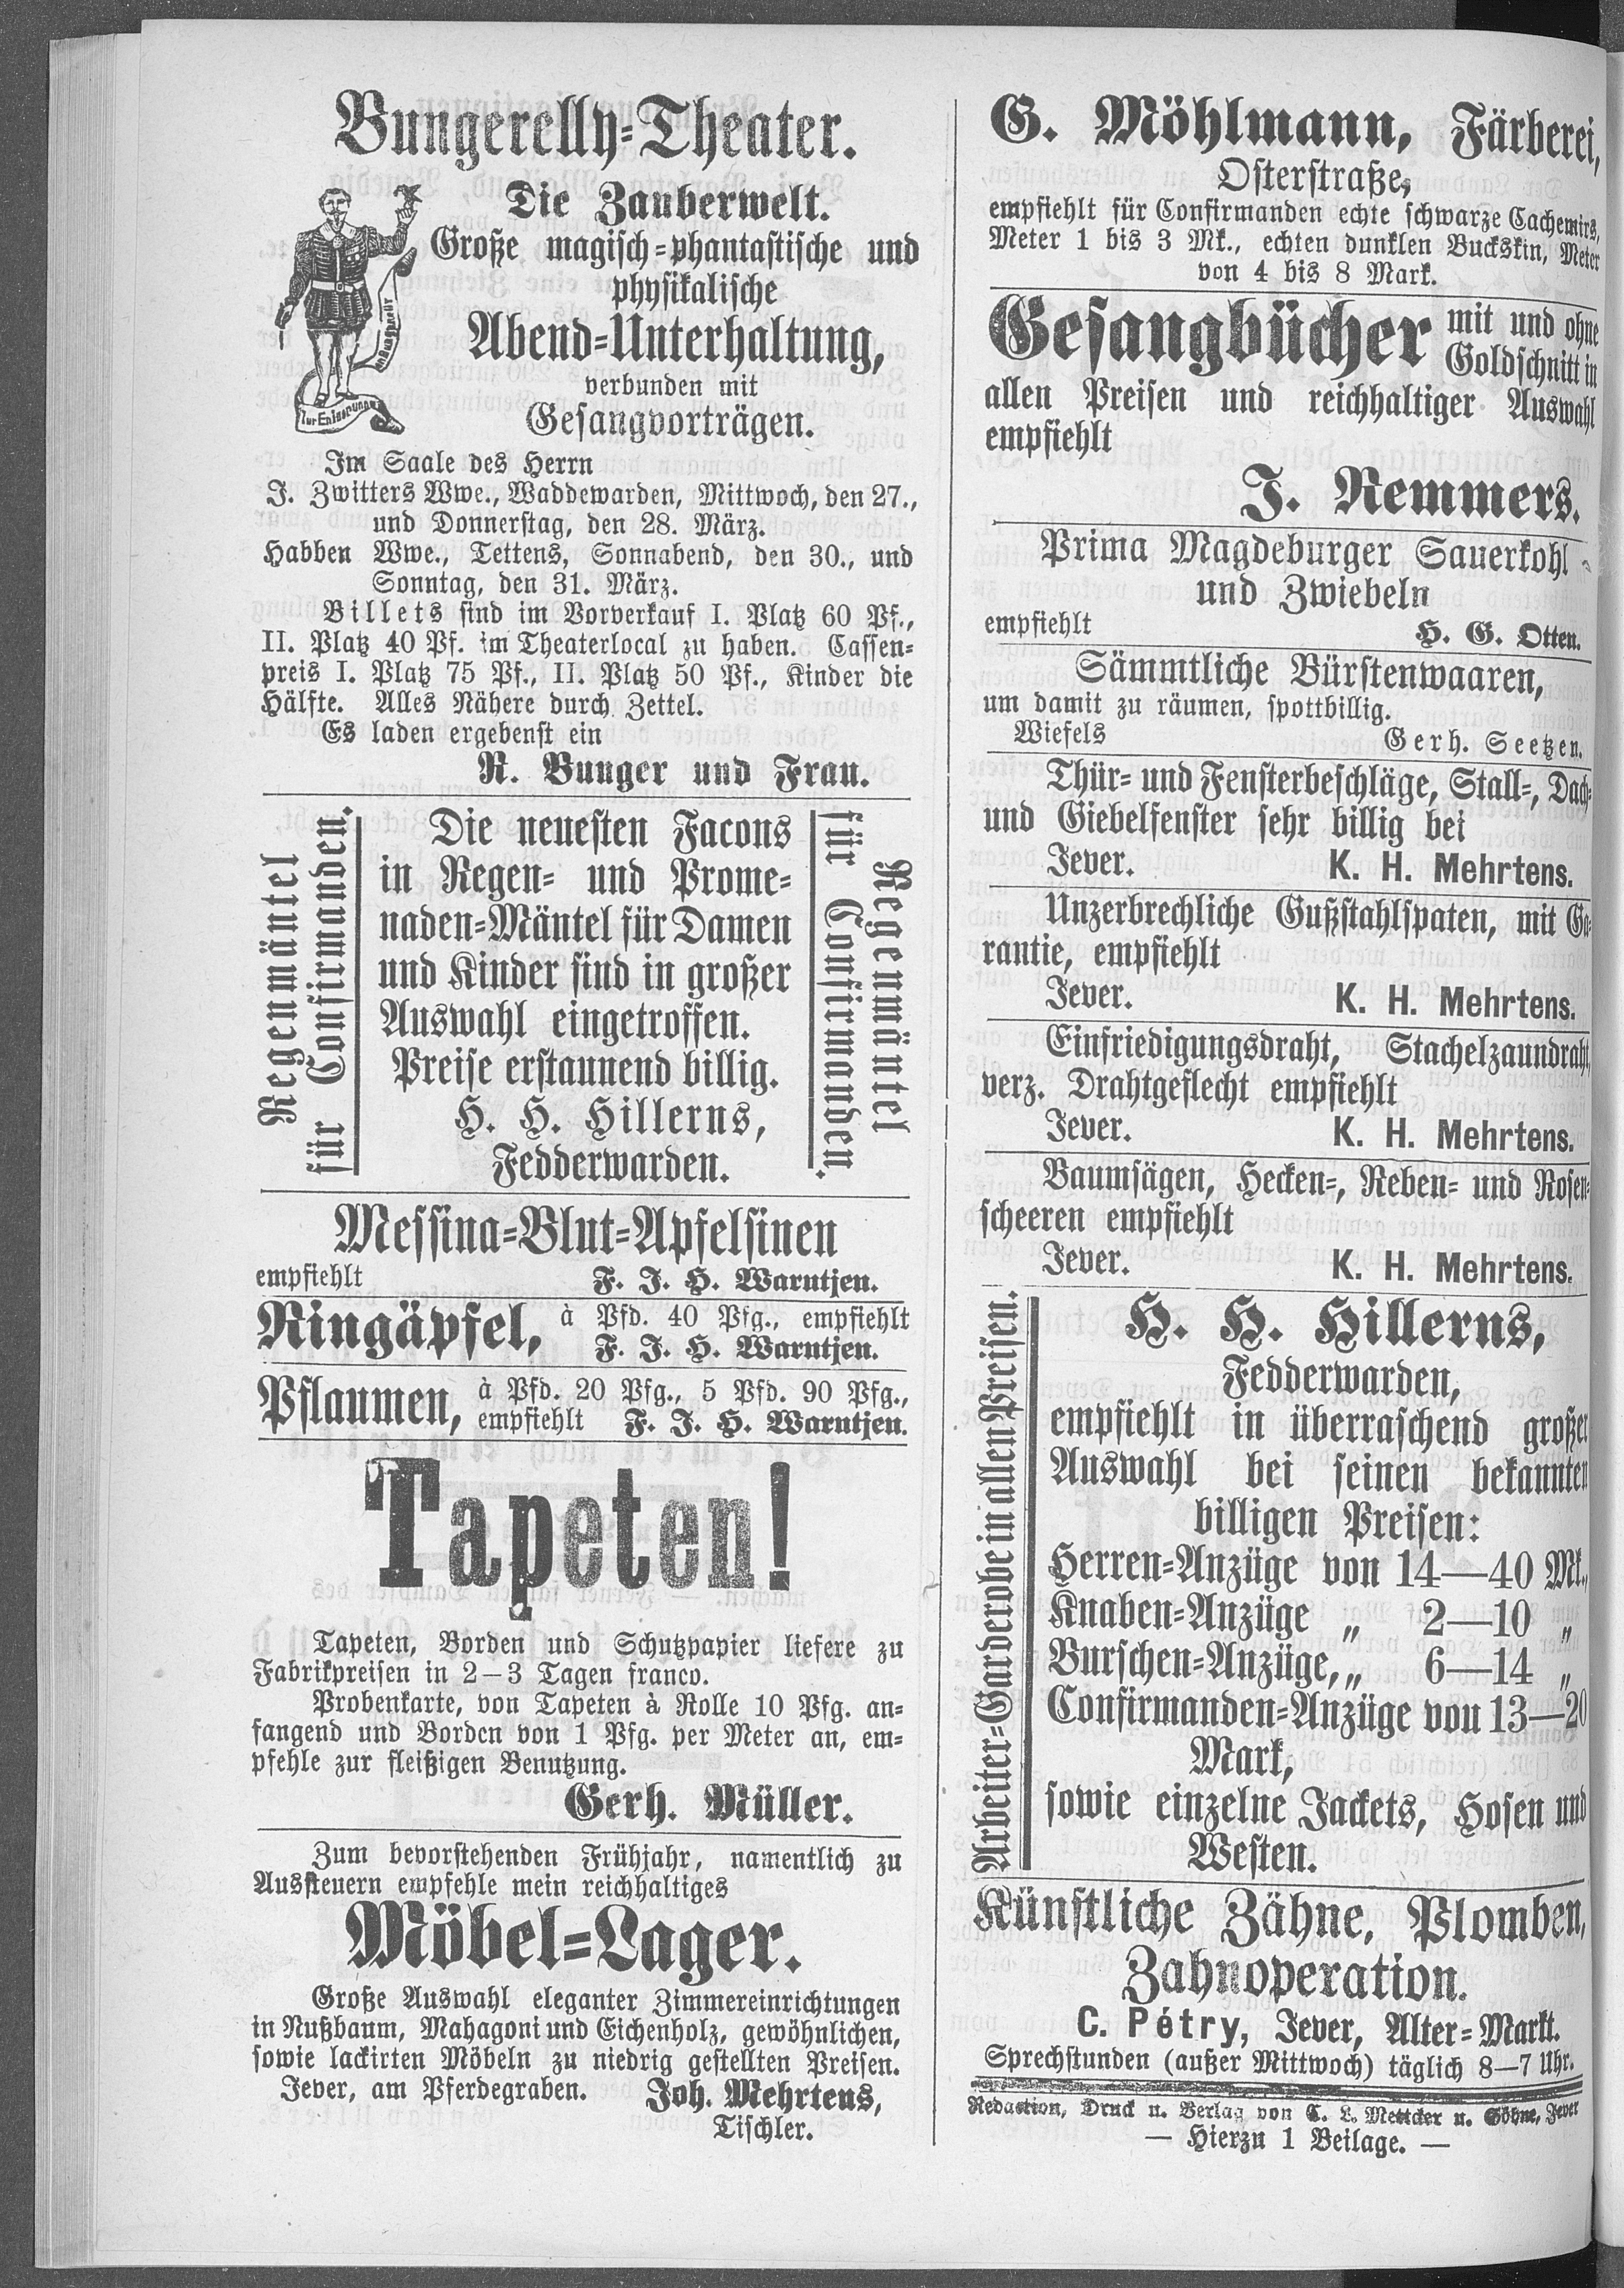 Bungerelly-Theater.
Die Zauberwelt.
Große magisch-phantastische und
physikalische
Abend-Unterhaltung,
verbunden mit
Gesangvorträgen.
Im Saale des Herrn
J. Zwitters Wwe., Waddewarden, Mittwoch, den 27.,
und Donnerstag, den 28. März.
Habben Wwe., Tettens, Sonnabend, den 30., und
Sonntag, den 31. März.
Billets sind im Vorverkauf I. Platz 60 Pf.,
II. Platz 40 Pf. im Theaterlocal zu haben. Cassen-
preis I. Platz 75 Pf., II. Platz 50 Pf., Kinder die
Hälfte. Alles Nähere durch Zettel.
Es laden ergebenst ein
R. Bunger und Frau.
Regenmäntel
für Confirmanden.
Die neuesten Facons
in Regen- und Prome-
naden-Mäntel für Damen
und Kinder sind in großer
Auswahl eingetroffen.
Preise erstaunend billig.
H. H. Hillerns,
Fedderwarden.
Regenmäntel
für Confirmanden.
Messina-Blut-Apfelsinen
empfiehlt F. J. H. Warntjen.
Ringäpfel, à Pfd. 40 Pfg., empfiehlt
F. J. H. Warntjen.
Pflaumen, à Pfd. 20 Pfg., 5 Pfd. 90 Pfg.,
empfiehlt F. J. H. Warntjen.
Tapeten!
Tapeten, Borden und Schutzpapier liefere zu
Fabrikpreisen in 2—3 Tagen franco.
Probenkarte, von Tapeten à Rolle 10 Pfg. an-
fangend und Borden von 1 Pfg. per Meter an, em-
pfehle zur fleißigen Benutzung.
Gerh. Müller.
Zum bevorstehenden Frühjahr, namentlich zu
Aussteuern empfehle mein reichhaltiges
Möbel-Lager.
Große Auswahl eleganter Zimmereinrichtungen
in Nußbaum, Mahagoni und Eichenholz, gewöhnlichen,
sowie lackirten Möbeln zu niedrig gestellten Preisen.
Jever, am Pferdegraben. Joh. Mehrtens,
Tischler.
G. Möhlmann, Färberei,
Osterstraße,
empfiehlt für Confirmanden echte schwarze Cachemirs,
Meter 1 bis 3 Mk., echten dunklen Buckskin, Meter
von 4 bis 8 Mark.
Gesangbücher mit und ohne
Goldschnitt in
allen Preisen und reichhaltiger Auswahl
empfiehlt
J. Remmers.
Prima Magdeburger Sauerkohl
und Zwiebeln
empfiehlt H. G. Otten.
Sämmtliche Bürstenwaaren,
um damit zu räumen, spottbillig.
Wiefels Gerh. Seetzen.
Thür- und Fensterbeschläge, Stall-, Dach-
und Giebelfenster sehr billig bei
Jever. K. H. Mehrtens.
Unzerbrechliche Gußstahlspaten, mit Ga-
rantie, empfiehlt
Jever. K. H. Mehrtens.
Einfriedigungsdraht, Stachelzaundraht,
verz. Drahtgeflecht empfiehlt
Jever. K. H. Mehrtens.
Baumsägen, Hecken-, Reben- und Rosen-
scheeren empfiehlt
Jever. K. H. Mehrtens.
Arbeiter-Garderobe in allen Preisen.
H. H. Hillerns,
Fedderwarden,
empfiehlt in überraschend großer
Auswahl bei seinen bekannten
billigen Preisen:
Herren-Anzüge von 14—40 Mk.,
Knaben-Anzüge „ 2—10 „
Burschen-Anzüge, „ 6—14 „
Confirmanden-Anzüge von 13—20
Mark,
sowie einzelne Jackets, Hosen und
Westen.
Künstliche Zähne, Plomben,
Zahnoperation.
C. Pétry, Jever, Alter-Markt.
Sprechstunden (außer Mittwoch) täglich 8—7 Uhr.
Redaction, Druck u. Verlag von C. L. Mettcker u. Söhne, Jever
— Hierzu 1 Beilage. —